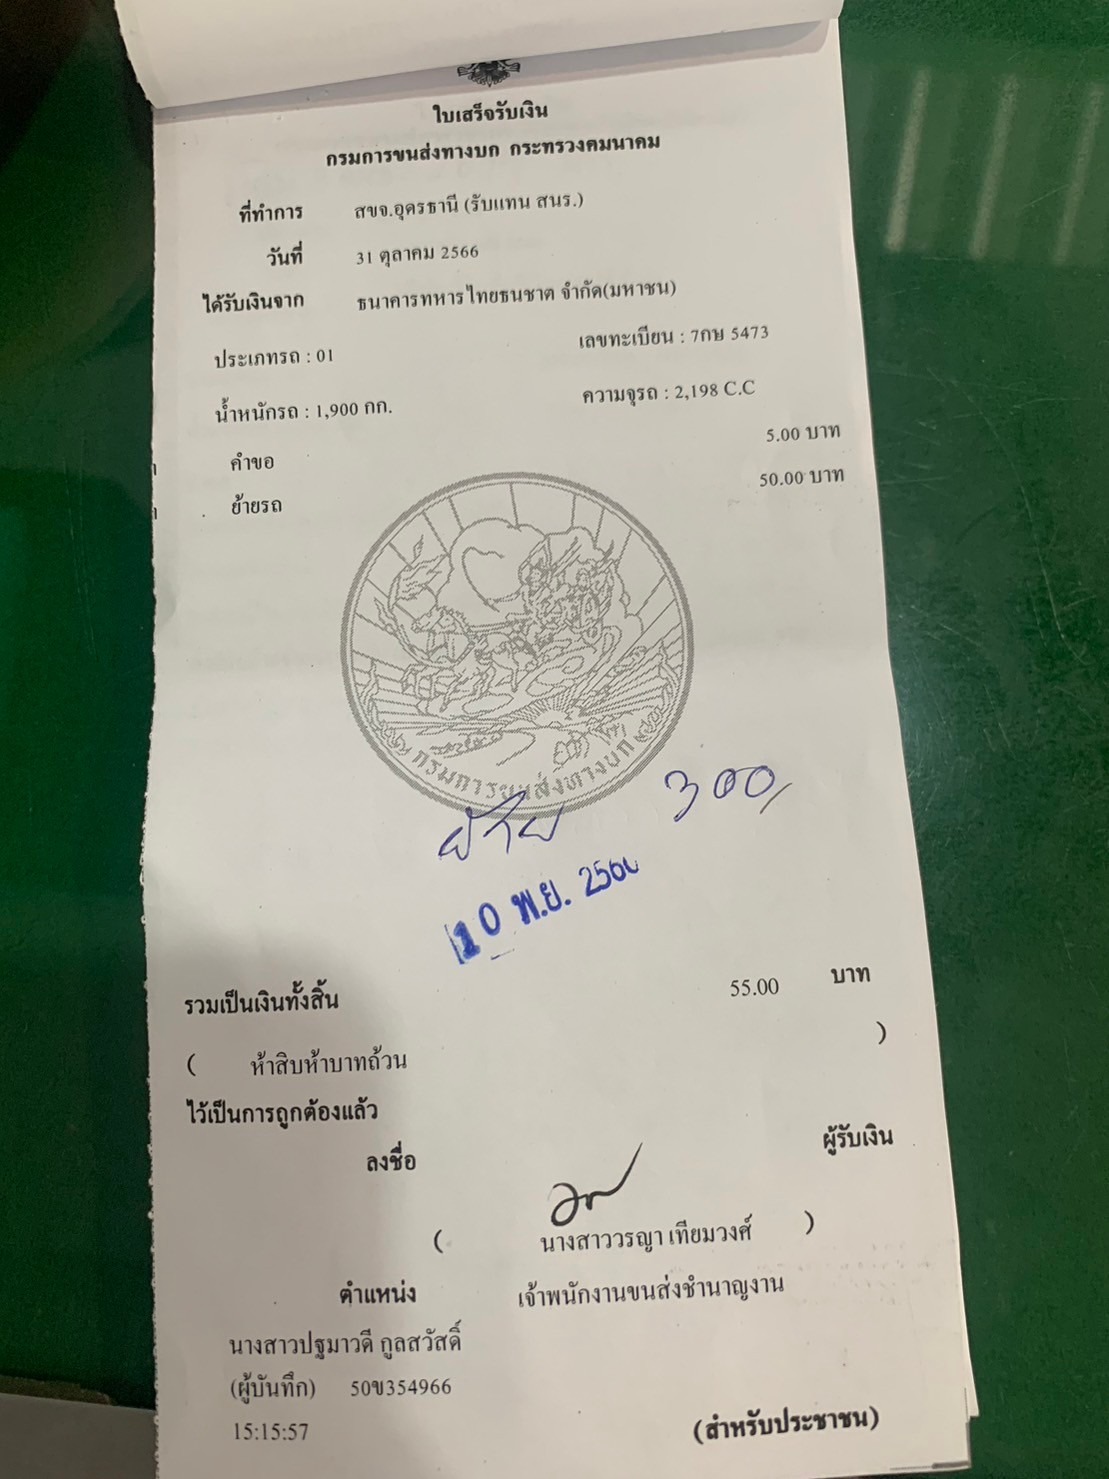 ใบเสร็จรับเงิน
กรมการขนส่งทางบก กระทรวงคมนาคม
ที่ทำการ สขจ.อุดรธานี (รับแทน สนร.)
วันที่ 31 ตุลาคม 2566
ได้รับเงินจาก ธนาคารทหารไทยธนชาต จำกัด(มหาชน)
ประเภทรถ : 01 เลขทะเบียน : 7กษ 5473
น้ำหนักรถ : 1,900 กก. ความจุรถ : 2,198 C.C
คำขอ 5.00 บาท
ย้ายรถ 50.00 บาท
กรมการขนส่งทางบก
ย้าย 300
10 พ.ย. 2566
รวมเป็นเงินทั้งสิ้น 55.00 บาท
( ห้าสิบห้าบาทถ้วน )
ไว้เป็นการถูกต้องแล้ว
ลงชื่อ ผู้รับเงิน
( นางสาววรญา เทียมวงศ์ )
ตำแหน่ง เจ้าพนักงานขนส่งชำนาญงาน
นางสาวปฐมาวดี กูลสวัสดิ์
(ผู้บันทึก) 50ข354966
15:15:57 (สำหรับประชาชน)